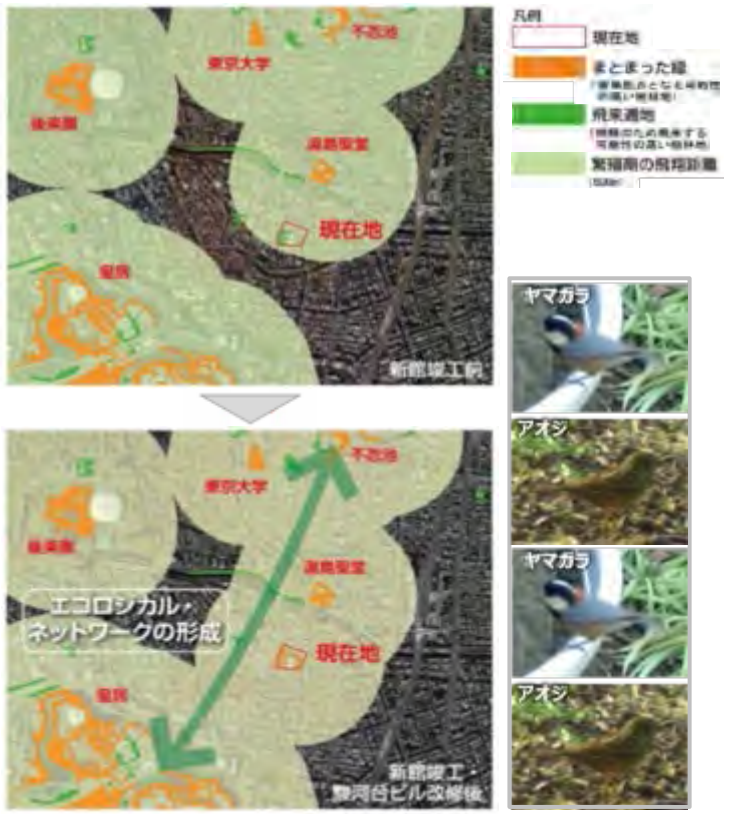 不忍池
東京大学
後楽園
湯島聖堂
現在地
皇居
新館竣工前
凡例
現在地
まとまった緑
飛来適地
繁殖期の飛翔距離
ヤマガラ
アオジ
ヤマガラ
アオジ
不忍池
東京大学
後楽園
湯島聖堂
エコロジカル・
ネットワークの形成
現在地
皇居
新館竣工・
駿河台ビル改修後